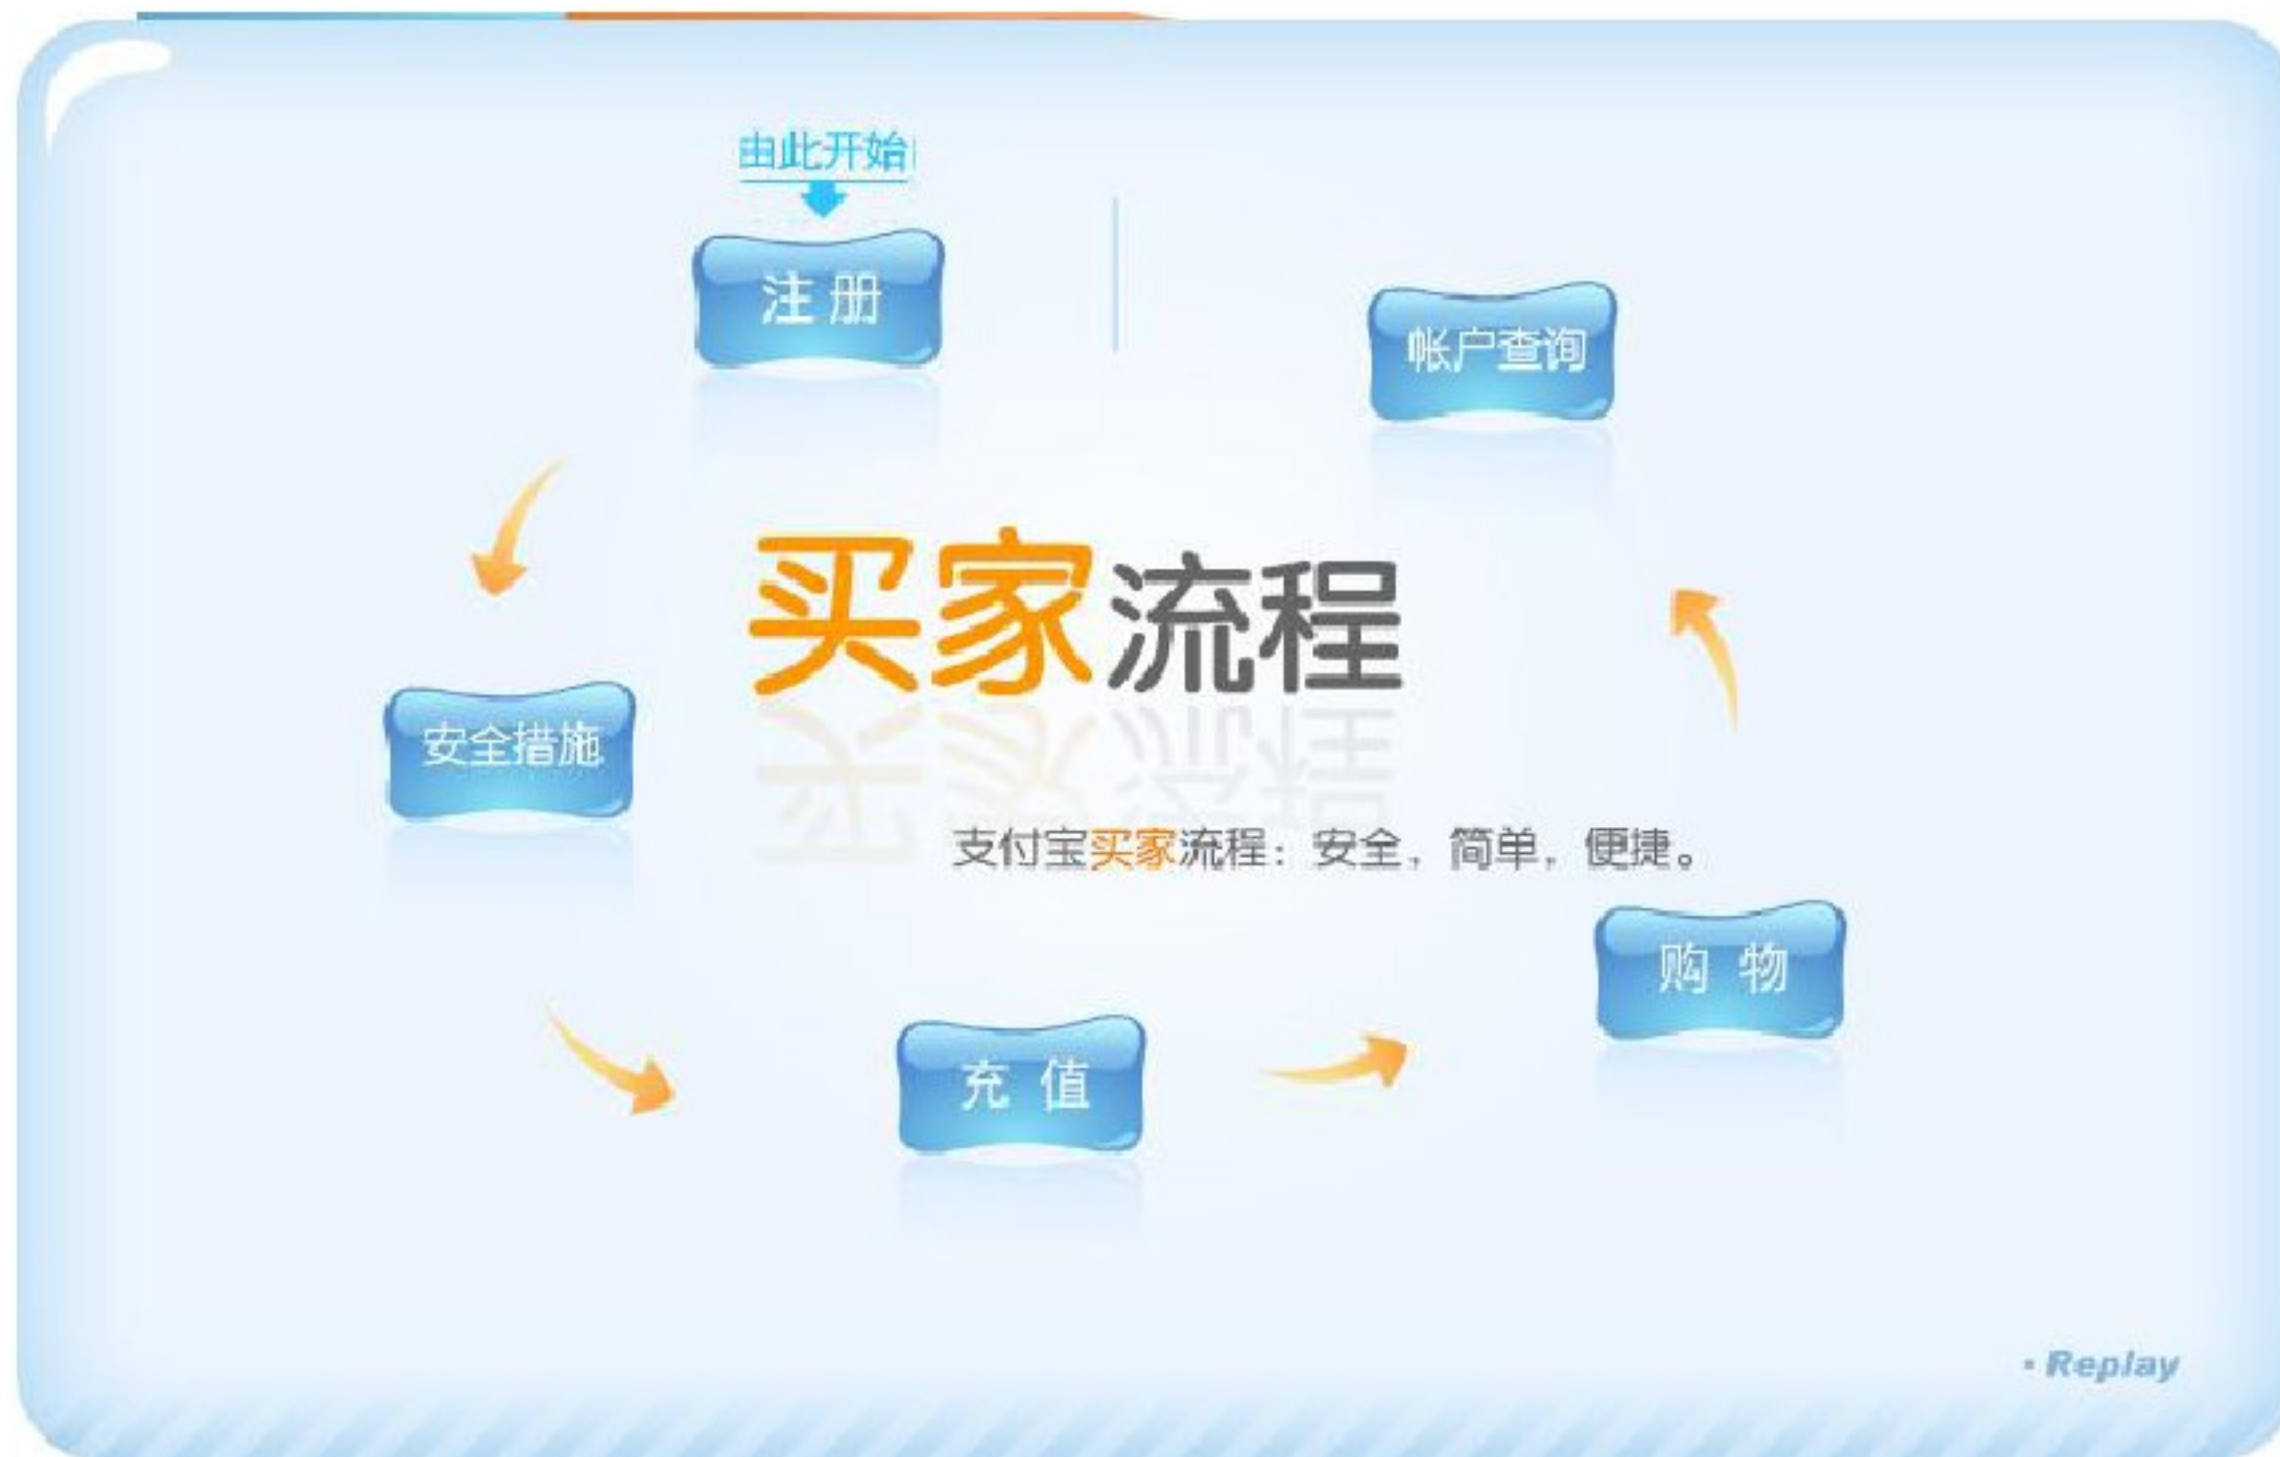 由此开始
注册
帐户查询
买家流程
安全措施
支付宝买家流程：安全，简单，便捷。
购物
充值
· Replay